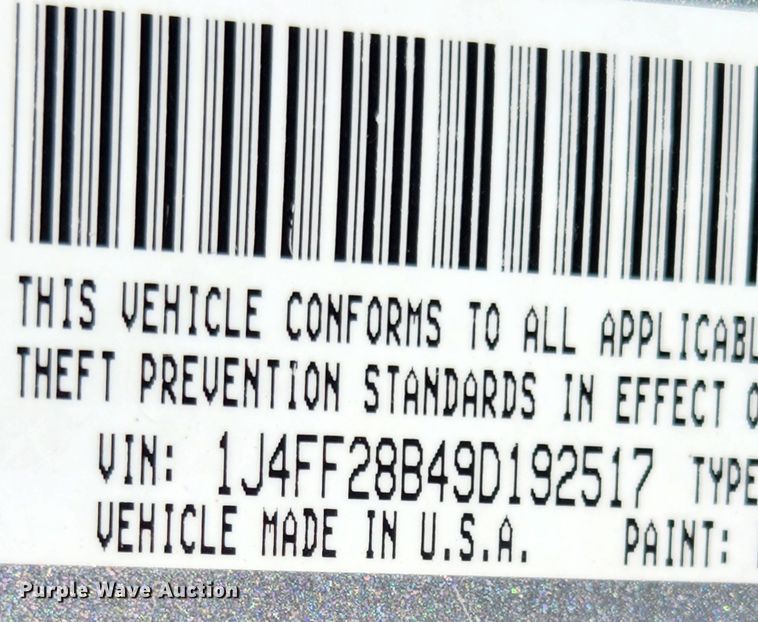 THIS VEHICLE CONFORMS TO ALL APPLICABL
THEFT PREVENTION STANDARDS IN EFFECT O
VIN: 1J4FF28B49D192517 TYPE
VEHICLE MADE IN U.S.A. PAINT:
Purple Wave Auction